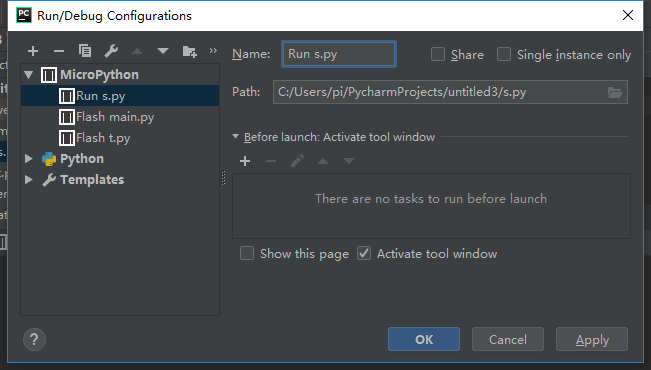 PC
Run/Debug Configurations
Name:
Run s.py
Share
Single instance only
MicroPython
Run s.py
Flash main.py
Flash t.py
Python
Templates
Path:
C:/Users/pi/PycharmProjects/untitled3/s.py
Before launch: Activate tool window
There are no tasks to run before launch
Show this page
Activate tool window
?
OK
Cancel
Apply